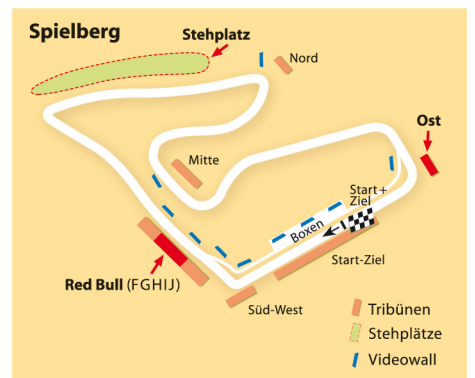 Spielberg
Stehplatz
Nord
Ost
Mitte
Start+
Ziel
Boxen
Start-Ziel
Red Bull (FGHIJ)
Süd-West
Tribünen
Stehplätze
Videowall